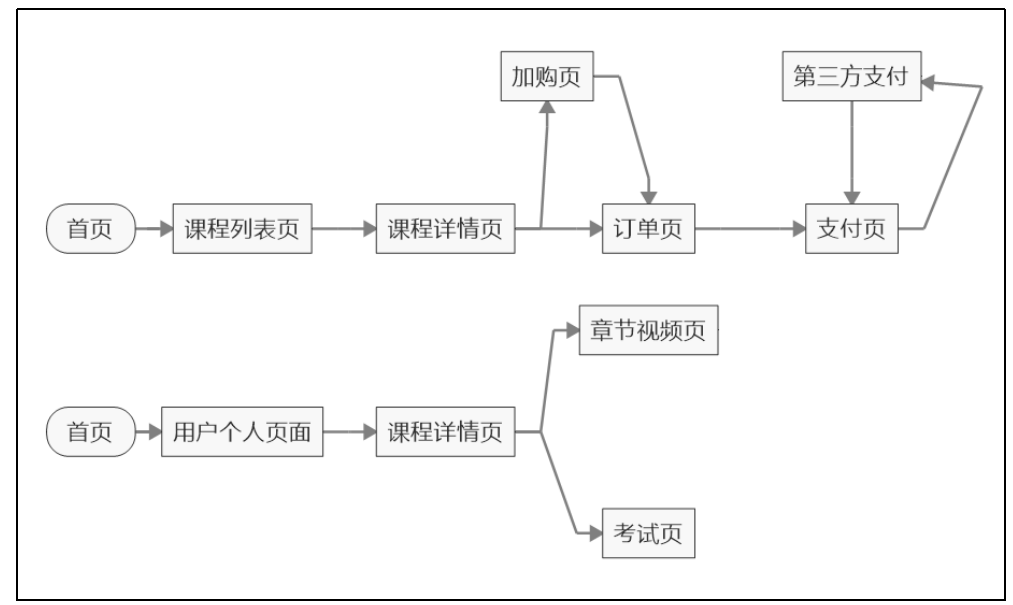 加购页
第三方支付
首页
课程列表页
课程详情页
订单页
支付页
章节视频页
首页
用户个人页面
课程详情页
考试页